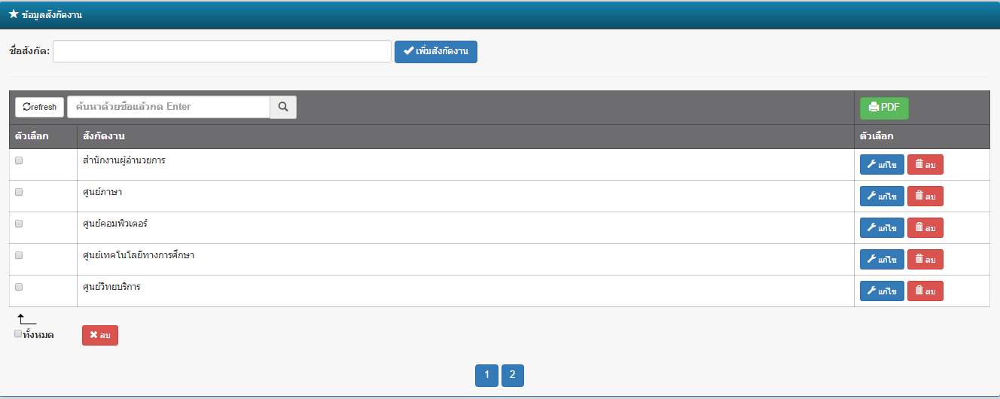 ข้อมูลสังกัดงาน
ชื่อสังกัด: เพิ่มสังกัดงาน
refresh ค้นหาด้วยชื่อแล้วกด Enter PDF
ตัวเลือก สังกัดงาน ตัวเลือก
สำนักงานผู้อำนวยการ แก้ไข ลบ
ศูนย์ภาษา แก้ไข ลบ
ศูนย์คอมพิวเตอร์ แก้ไข ลบ
ศูนย์เทคโนโลยีทางการศึกษา แก้ไข ลบ
ศูนย์วิทยบริการ แก้ไข ลบ
ทั้งหมด ลบ
1 2